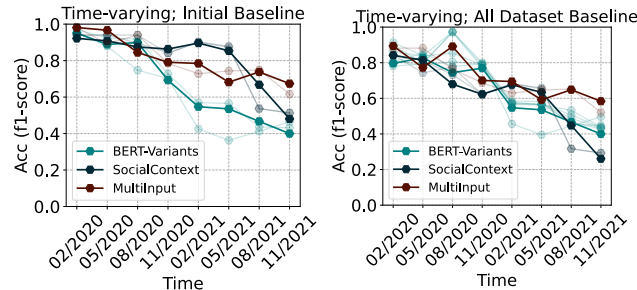 Time-varying; Initial Baseline
Acc (f1-score)
1.0
0.8
0.6
0.4
0.2
0.0
BERT-Variants
SocialContext
MultiInput
02/2020
05/2020
08/2020
11/2020
02/2021
05/2021
08/2021
11/2021
Time
Time-varying; All Dataset Baseline
Acc (f1-score)
1.0
0.8
0.6
0.4
0.2
0.0
BERT-Variants
SocialContext
MultiInput
02/2020
05/2020
08/2020
11/2020
02/2021
05/2021
08/2021
11/2021
Time